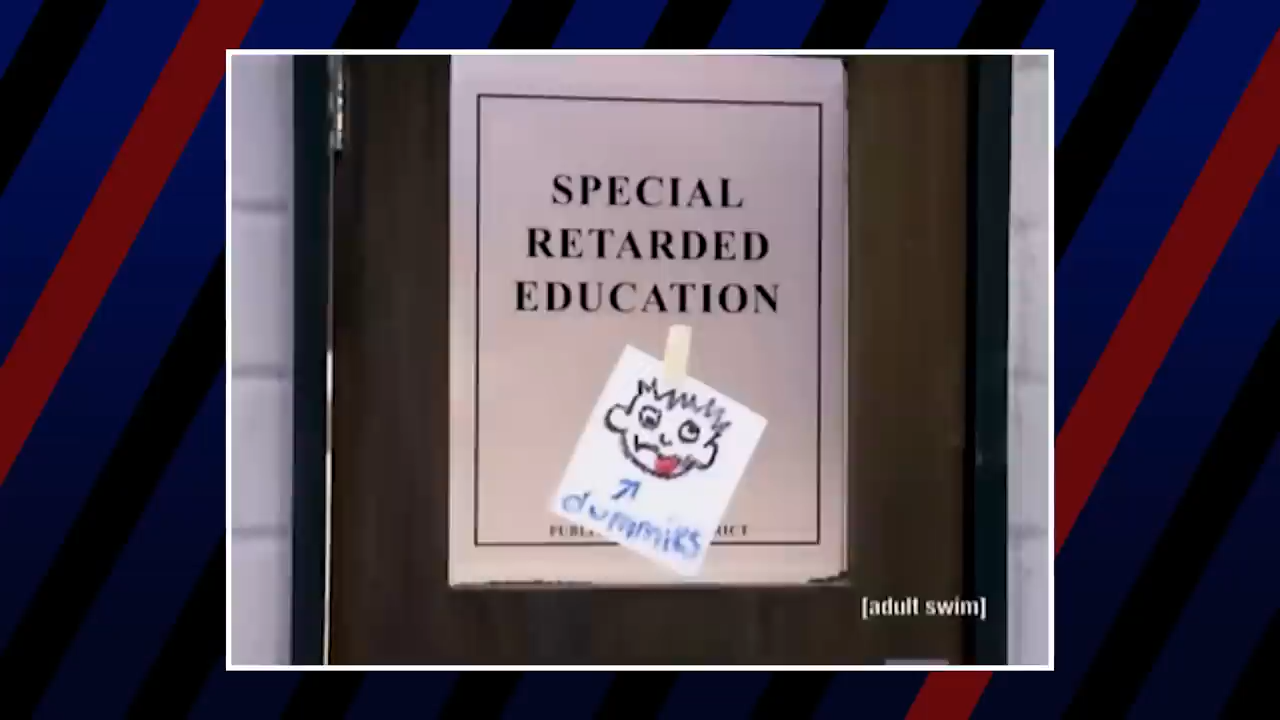 SPECIAL
RETARDED
EDUCATION
dummies
[adult swim]